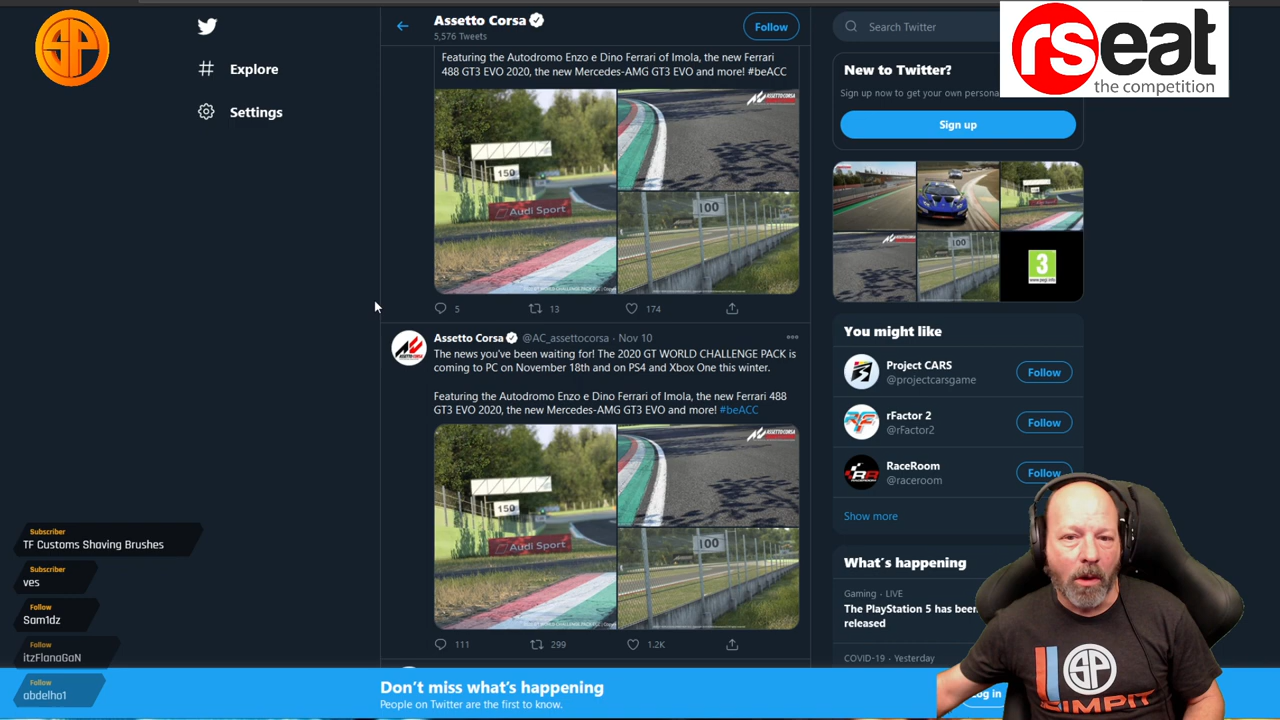 SP
Explore
Settings
Assetto Corsa
5,576 Tweets
Follow
Featuring the Autodromo Enzo e Dino Ferrari of Imola, the new Ferrari
488 GT3 EVO 2020, the new Mercedes-AMG GT3 EVO and more! #beACC
150
Audi Sport
100
5
13
174
Assetto Corsa @AC_assettocorsa · Nov 10
The news you've been waiting for! The 2020 GT WORLD CHALLENGE PACK is
coming to PC on November 18th and on PS4 and Xbox One this winter.
Featuring the Autodromo Enzo e Dino Ferrari of Imola, the new Ferrari 488
GT3 EVO 2020, the new Mercedes-AMG GT3 EVO and more! #beACC
150
Audi Sport
100
111
299
1.2K
Search Twitter
rseat
the competition
New to Twitter?
Sign up now to get your own persona
Sign up
100
3
www.pegi.info
You might like
Project CARS
@projectcarsgame
Follow
rFactor 2
@rFactor2
Follow
RaceRoom
@raceroom
Follow
Show more
What's happening
Gaming · LIVE
The PlayStation 5 has been
released
COVID-19 · Yesterday
Subscriber
TF Customs Shaving Brushes
Subscriber
ves
Follow
Sam1dz
Follow
itzFlanaGaN
Follow
abdelho1
Don't miss what's happening
People on Twitter are the first to know.
Log in
SP
SIMPIT